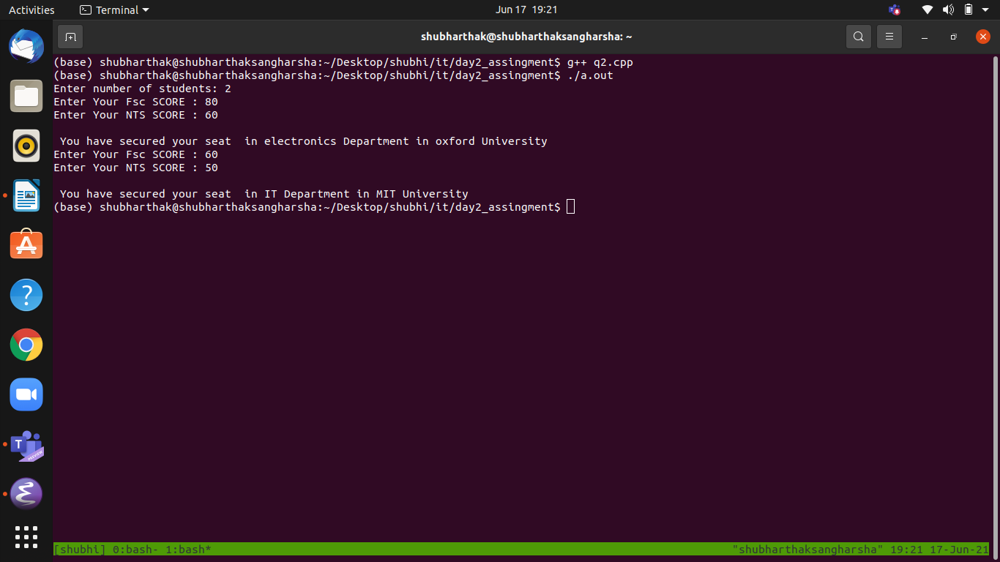 Activities
Terminal
Jun 17 19:21
shubharthak@shubharthaksangharsha: ~
(base) shubharthak@shubharthaksangharsha:~/Desktop/shubhi/it/day2_assingment$ g++ q2.cpp
(base) shubharthak@shubharthaksangharsha:~/Desktop/shubhi/it/day2_assingment$ ./a.out
Enter number of students: 2
Enter Your Fsc SCORE : 80
Enter Your NTS SCORE : 60
You have secured your seat  in electronics Department in oxford University
Enter Your Fsc SCORE : 60
Enter Your NTS SCORE : 50
You have secured your seat  in IT Department in MIT University
(base) shubharthak@shubharthaksangharsha:~/Desktop/shubhi/it/day2_assingment$
T
PREVIEW
[shubhi] 0:bash- 1:bash*
"shubharthaksangharsha" 19:21 17-Jun-21